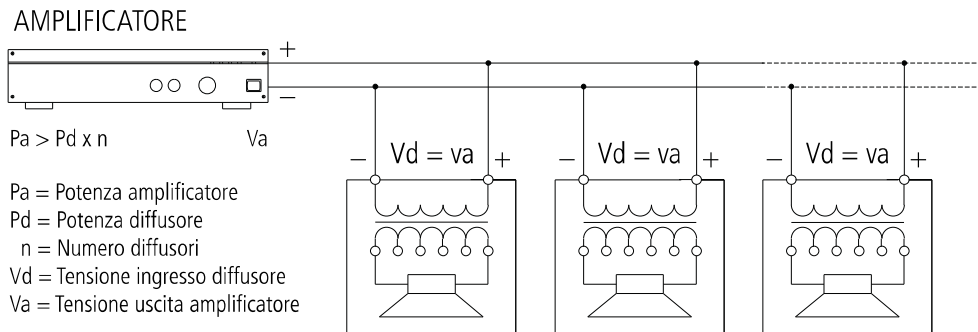 AMPLIFICATORE
+
−
Pa > Pd x n Va
− Vd = va + − Vd = va + − Vd = va +
Pa = Potenza amplificatore
Pd = Potenza diffusore
n = Numero diffusori
Vd = Tensione ingresso diffusore
Va = Tensione uscita amplificatore